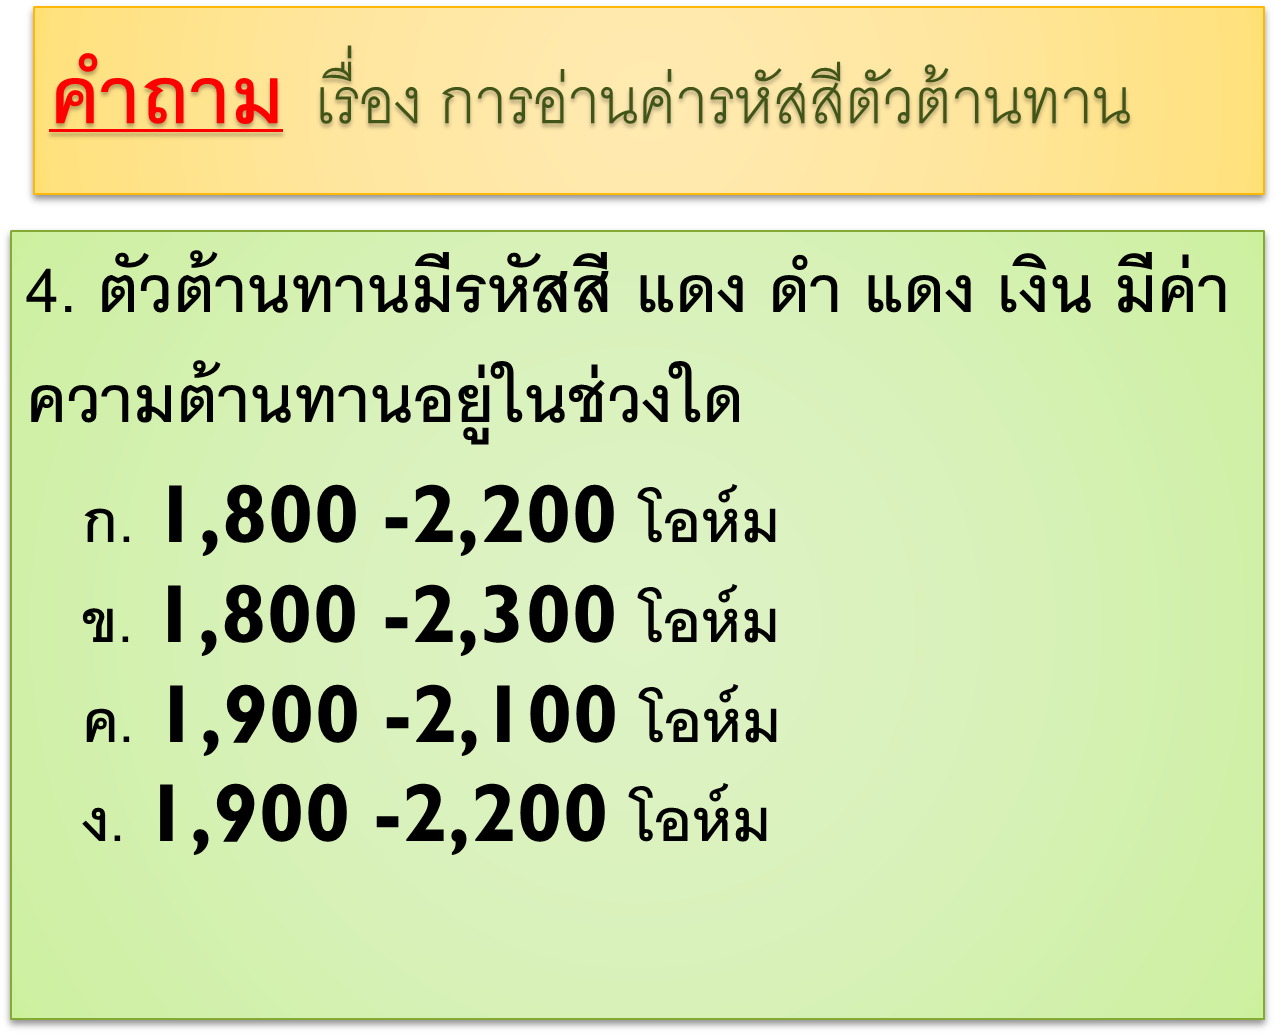 คำถาม เรื่อง การอ่านค่ารหัสสีตัวต้านทาน
4. ตัวต้านทานมีรหัสสี แดง ดำ แดง เงิน มีค่า
ความต้านทานอยู่ในช่วงใด
ก. 1,800 -2,200 โอห์ม
ข. 1,800 -2,300 โอห์ม
ค. 1,900 -2,100 โอห์ม
ง. 1,900 -2,200 โอห์ม